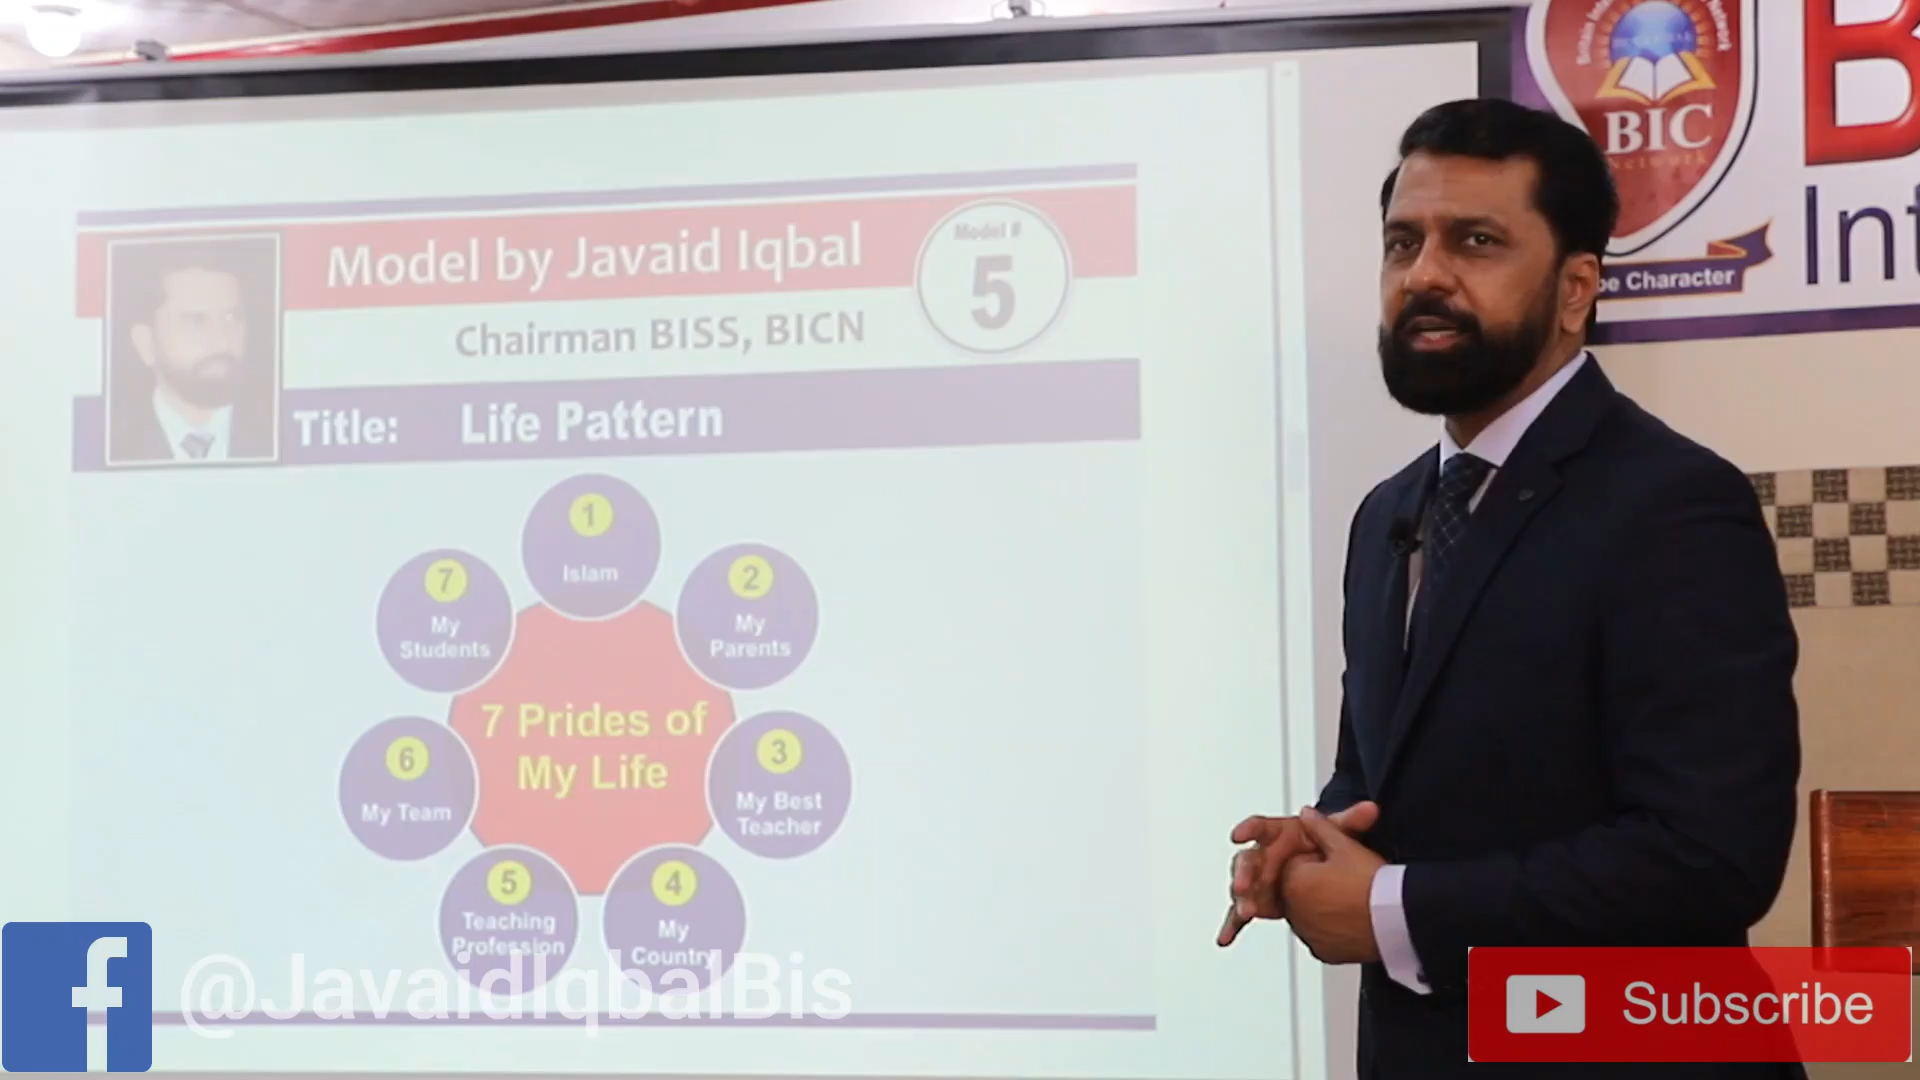 Model by Javaid Iqbal
Model #
5
Chairman BISS, BICN
Title: Life Pattern
1
Islam
2
My
Parents
3
My Best
Teacher
4
My
Country
5
Teaching
Profession
6
My Team
7
My
Students
7 Prides of
My Life
BIC
Network
Character
B
Int
f
@JavaidIqbalBis
Subscribe